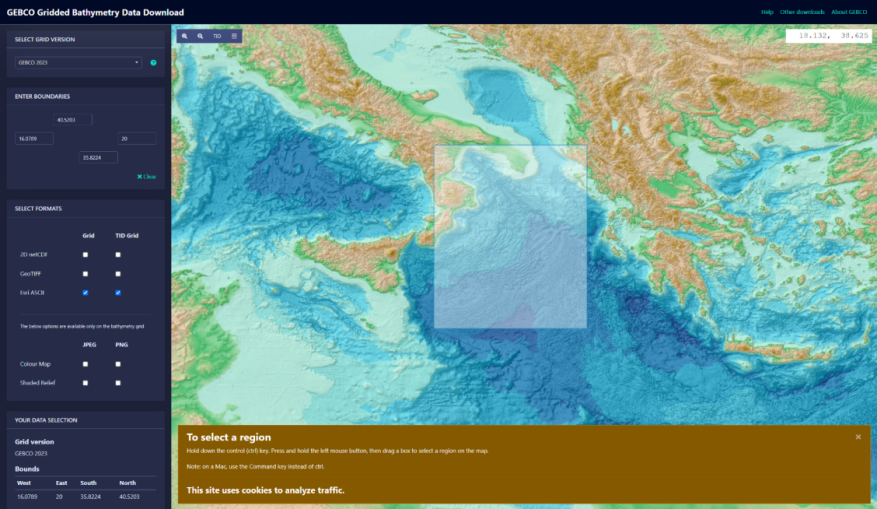 GEBCO Gridded Bathymetry Data Download
Help Other downloads About GEBCO
SELECT GRID VERSION
GEBCO 2023
ENTER BOUNDARIES
40.5203
16.0789 20
35.8224
Clear
SELECT FORMATS
Grid TID Grid
2D netCDF
GeoTIFF
Esri ASCII
The below options are available only on the bathymetry grid
JPEG PNG
Colour Map
Shaded Relief
YOUR DATA SELECTION
Grid version
GEBCO 2023
Bounds
West East South North
16.0789 20 35.8224 40.5203
TID
18.132, 38.625
To select a region
Hold down the control (ctrl) key. Press and hold the left mouse button, then drag a box to select a region on the map.
Note: on a Mac, use the Command key instead of ctrl.
This site uses cookies to analyze traffic.